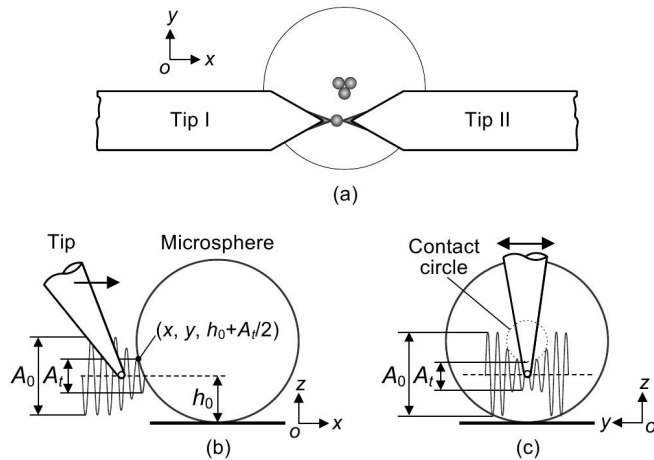 y
o x
Tip I Tip II
(a)
Tip Microsphere
(x, y, h₀+Aₜ/2)
A₀ Aₜ h₀
z
o x
(b)
Contact
circle
A₀ Aₜ
z
y o
(c)